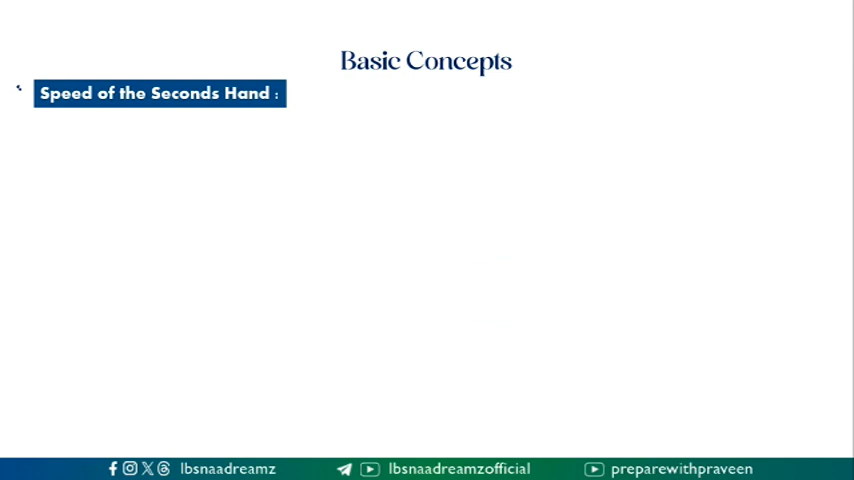 Basic Concepts
Speed of the Seconds Hand :
lbsnaadreamz lbsnaadreamzofficial preparewithpraveen